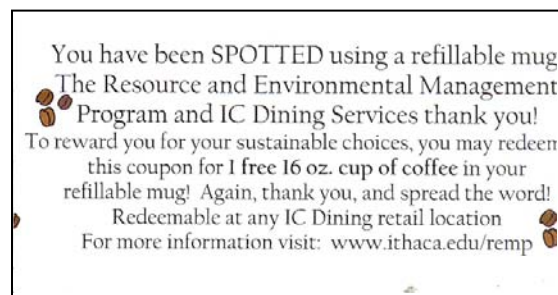 You have been SPOTTED using a refillable mug
The Resource and Environmental Management
Program and IC Dining Services thank you!
To reward you for your sustainable choices, you may redeem
this coupon for 1 free 16 oz. cup of coffee in your
refillable mug! Again, thank you, and spread the word!
Redeemable at any IC Dining retail location
For more information visit: www.ithaca.edu/remp